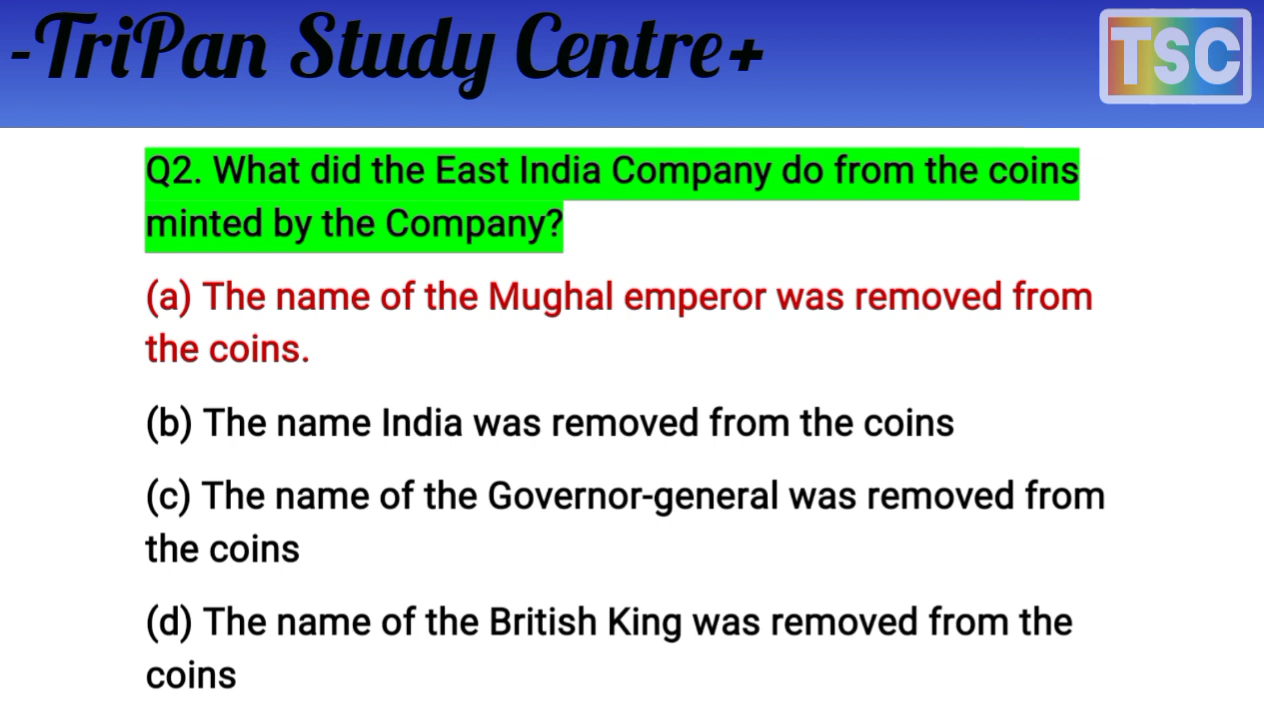 -TriPan Study Centre+
TSC
Q2. What did the East India Company do from the coins
minted by the Company?
(a) The name of the Mughal emperor was removed from
the coins.
(b) The name India was removed from the coins
(c) The name of the Governor-general was removed from
the coins
(d) The name of the British King was removed from the
coins